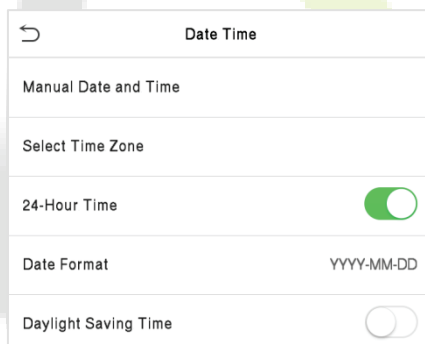 Date Time
Manual Date and Time
Select Time Zone
24-Hour Time
Date Format YYYY-MM-DD
Daylight Saving Time